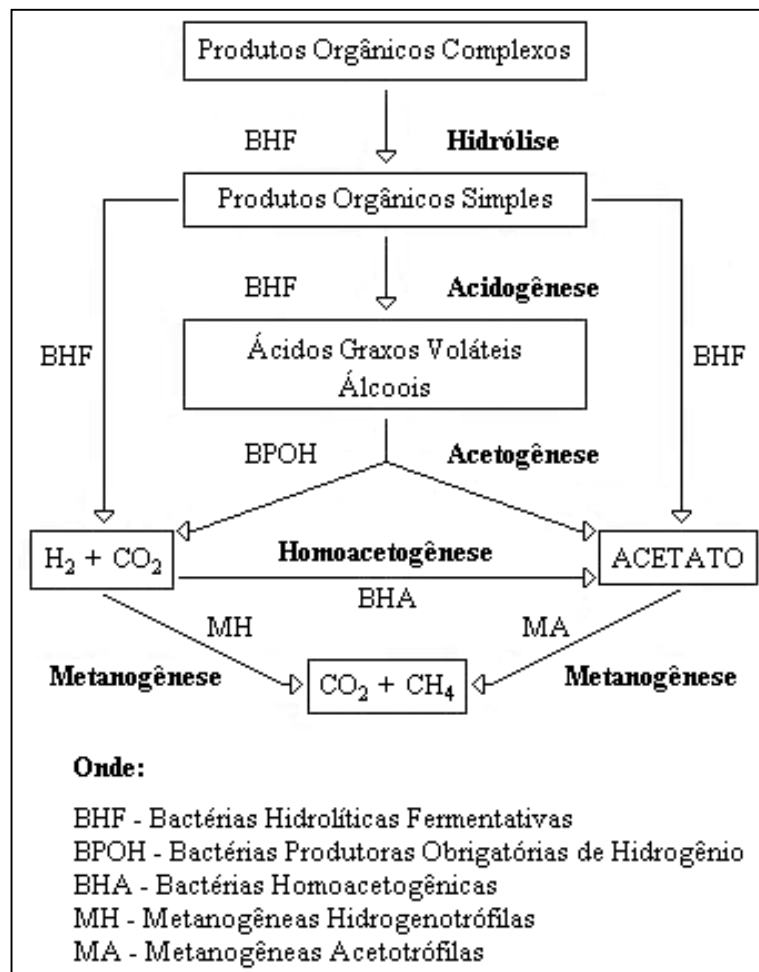 Produtos Orgânicos Complexos
BHF
Hidrólise
Produtos Orgânicos Simples
BHF
Acidogênese
BHF
BHF
Ácidos Graxos Voláteis
Álcoois
BPOH
Acetogênese
H₂ + CO₂
Homoacetogênese
ACETATO
BHA
MH
MA
Metanogênese
CO₂ + CH₄
Metanogênese
Onde:
BHF - Bactérias Hidrolíticas Fermentativas
BPOH - Bactérias Produtoras Obrigatórias de Hidrogênio
BHA - Bactérias Homoacetogênicas
MH - Metanogêneas Hidrogenotrófilas
MA - Metanogêneas Acetotrófilas